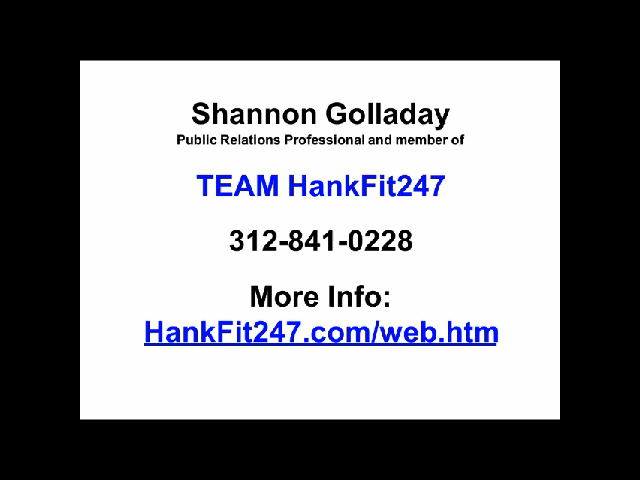 Shannon Golladay
Public Relations Professional and member of
TEAM HankFit247
312-841-0228
More Info:
HankFit247.com/web.htm